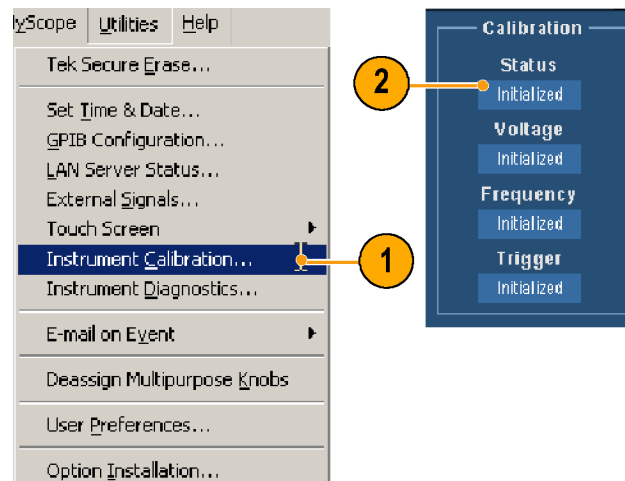 yScope Utilities Help
Tek Secure Erase...
Set Time & Date...
GPIB Configuration...
LAN Server Status...
External Signals...
Touch Screen
Instrument Calibration...
Instrument Diagnostics...
E-mail on Event
Deassign Multipurpose Knobs
User Preferences...
Option Installation...
1
2
Calibration
Status
Initialized
Voltage
Initialized
Frequency
Initialized
Trigger
Initialized